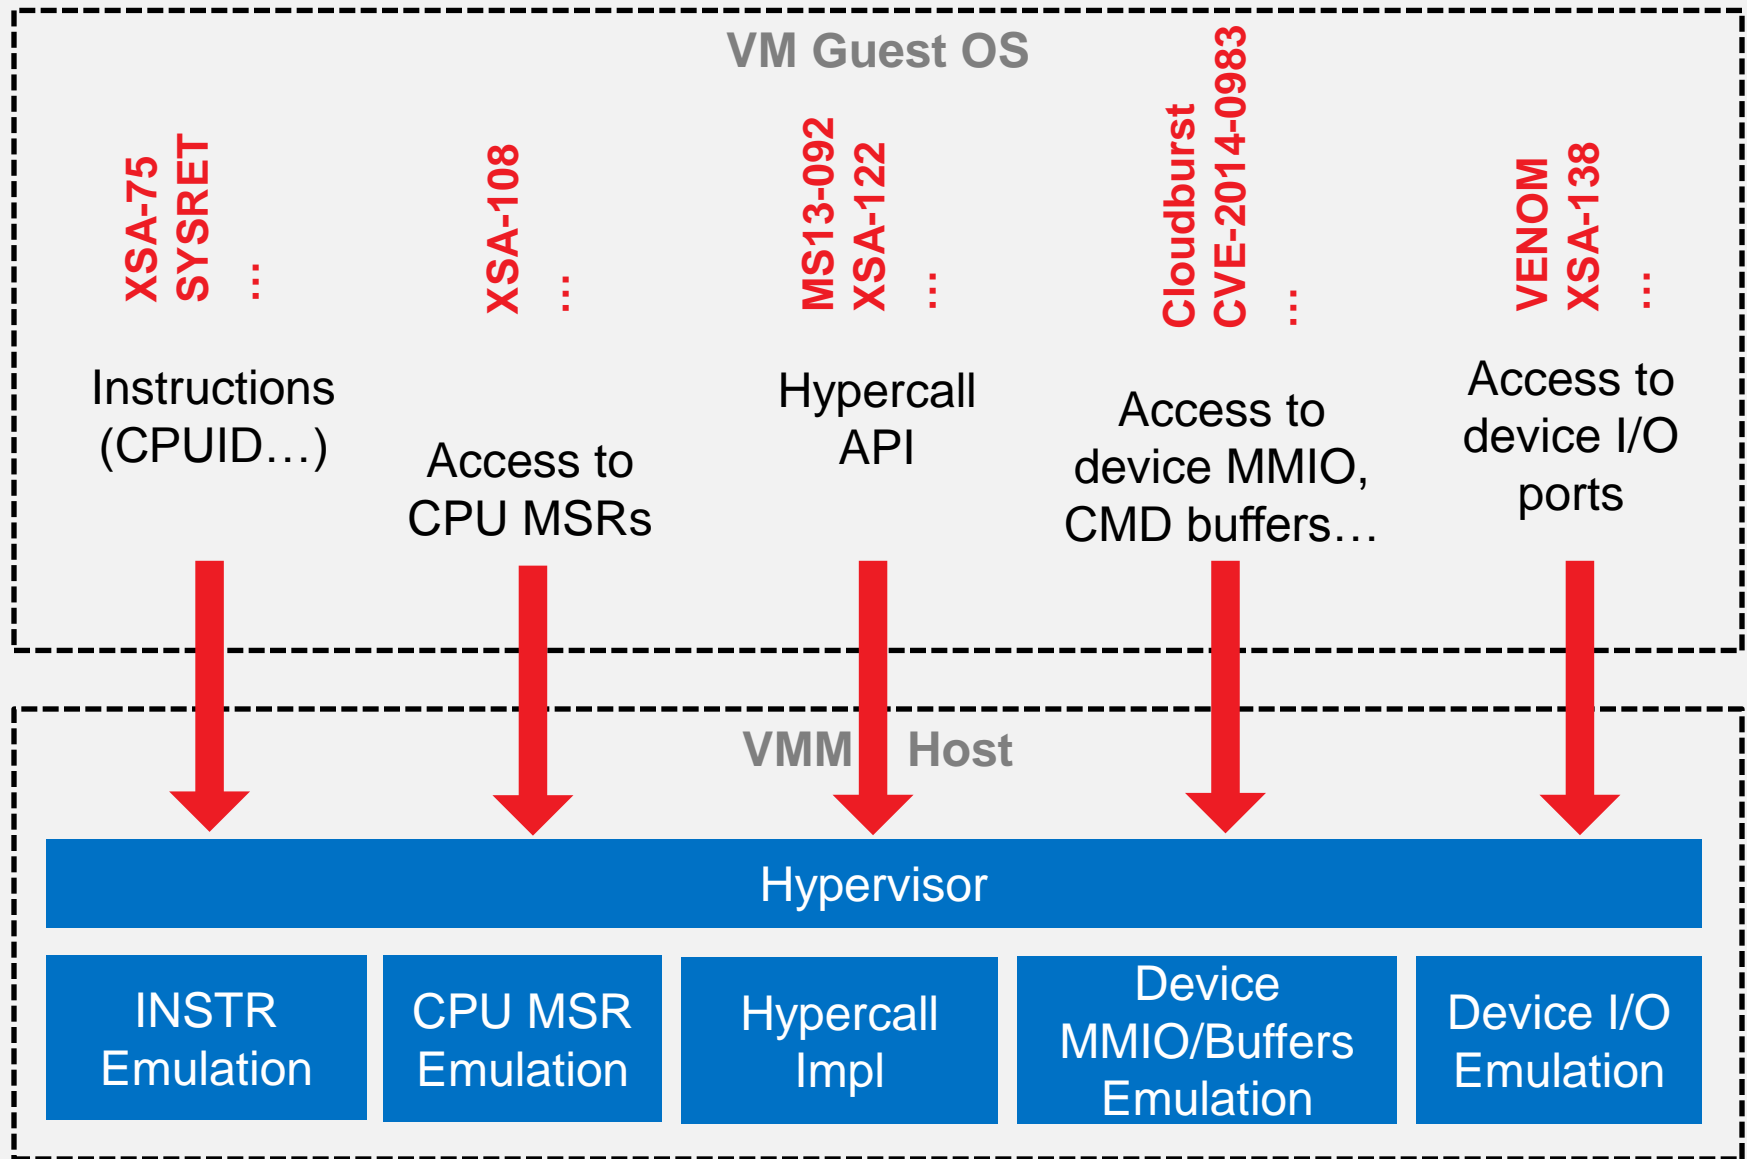 VM Guest OS
XSA-75
SYSRET
…
XSA-108
…
MS13-092
XSA-122
…
Cloudburst
CVE-2014-0983
…
VENOM
XSA-138
…
Instructions
(CPUID…)
Access to
CPU MSRs
Hypercall
API
Access to
device MMIO,
CMD buffers…
Access to
device I/O
ports
VMM Host
Hypervisor
INSTR
Emulation
CPU MSR
Emulation
Hypercall
Impl
Device
MMIO/Buffers
Emulation
Device I/O
Emulation